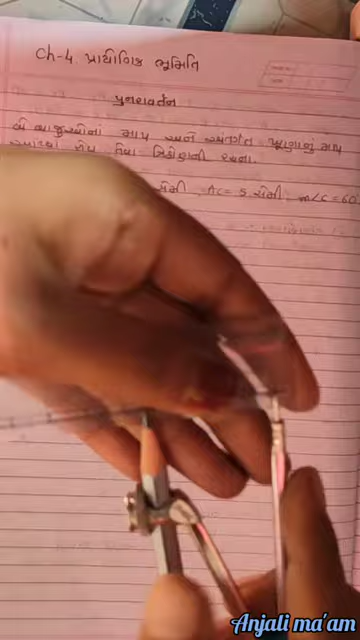 Ch-4 પ્રાયોગિક ભૂમિતિ
પુનરાવર્તન
બે બાજુઓનાં માપ અને અંતર્ગત ખૂણાનું માપ
આપ્યા હોય તેવા ત્રિકોણની રચના.
સેમી, AC = 5 સેમી, m∠C = 60
Anjali ma'am